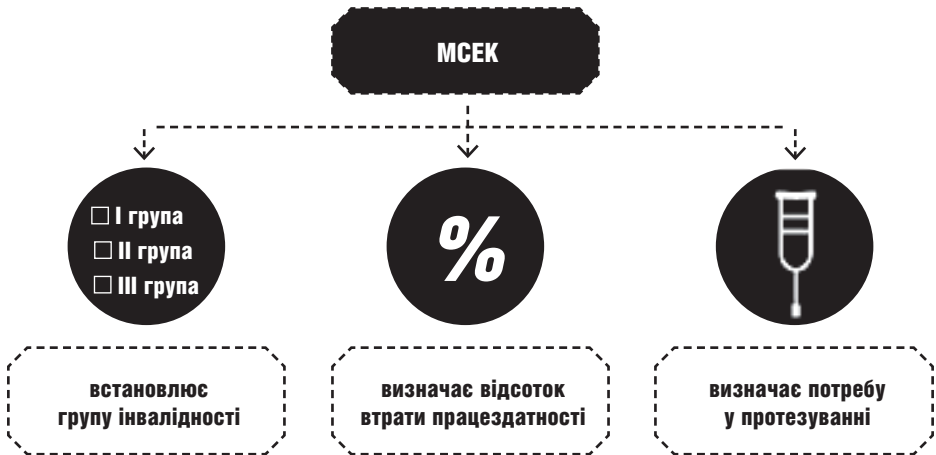 МСЕК
☐ І група
☐ ІІ група
☐ ІІІ група
%
встановлює
групу інвалідності
визначає відсоток
втрати працездатності
визначає потребу
у протезуванні